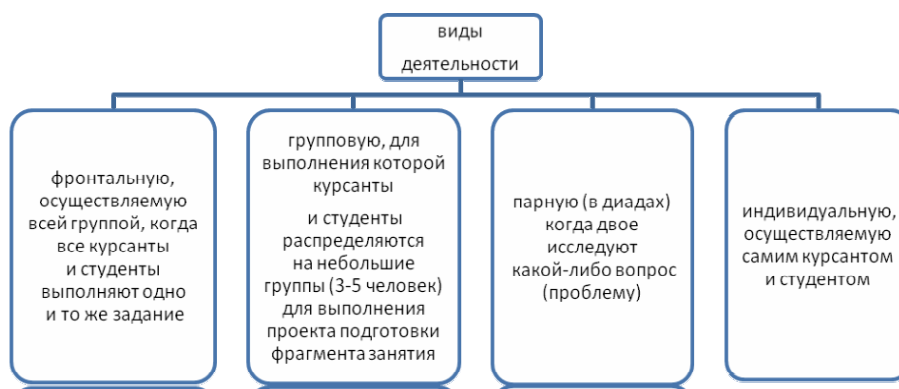 виды
деятельности
фронтальную,
осуществляемую
всей группой, когда
все курсанты
и студенты
выполняют одно
и то же задание
групповую, для
выполнения которой
курсанты
и студенты
распределяются
на небольшие
группы (3-5 человек)
для выполнения
проекта подготовки
фрагмента занятия
парную (в диадах)
когда двое
исследуют
какой-либо вопрос
(проблему)
индивидуальную,
осуществляемую
самим курсантом
и студентом